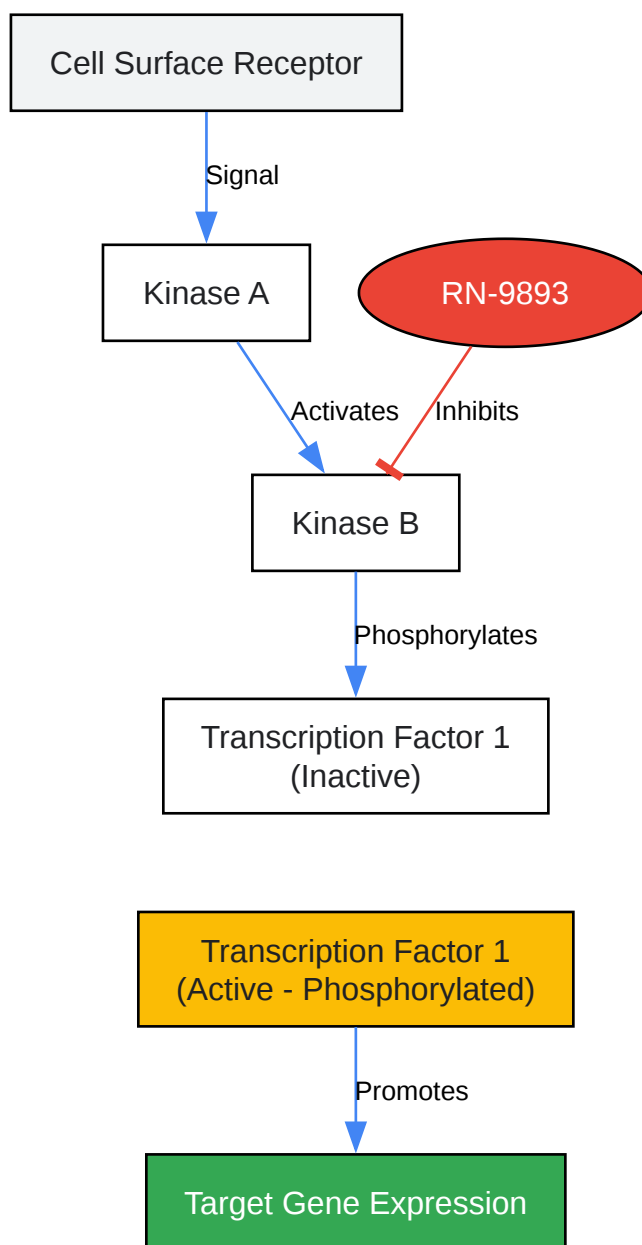 Cell Surface Receptor
Signal
Kinase A
RN-9893
Activates
Inhibits
Kinase B
Phosphorylates
Transcription Factor 1
(Inactive)
Transcription Factor 1
(Active - Phosphorylated)
Promotes
Target Gene Expression